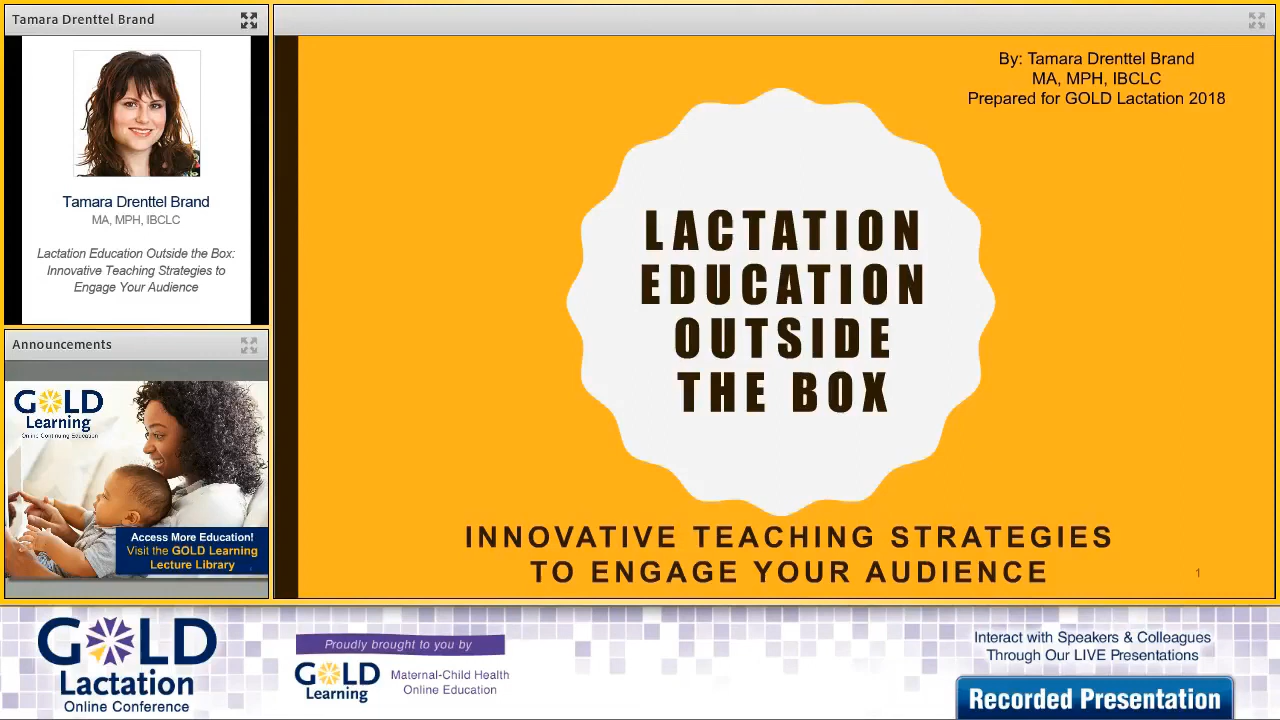 Tamara Drenttel Brand
Tamara Drenttel Brand
MA, MPH, IBCLC
Lactation Education Outside the Box:
Innovative Teaching Strategies to
Engage Your Audience
Announcements
GOLD
Learning
Online Continuing Education
Access More Education!
Visit the GOLD Learning
Lecture Library
By: Tamara Drenttel Brand
MA, MPH, IBCLC
Prepared for GOLD Lactation 2018
LACTATION
EDUCATION
OUTSIDE
THE BOX
INNOVATIVE TEACHING STRATEGIES
TO ENGAGE YOUR AUDIENCE
1
GOLD
Lactation
Online Conference
Proudly brought to you by
GOLD
Learning
Maternal-Child Health
Online Education
Interact with Speakers & Colleagues
Through Our LIVE Presentations
Recorded Presentation